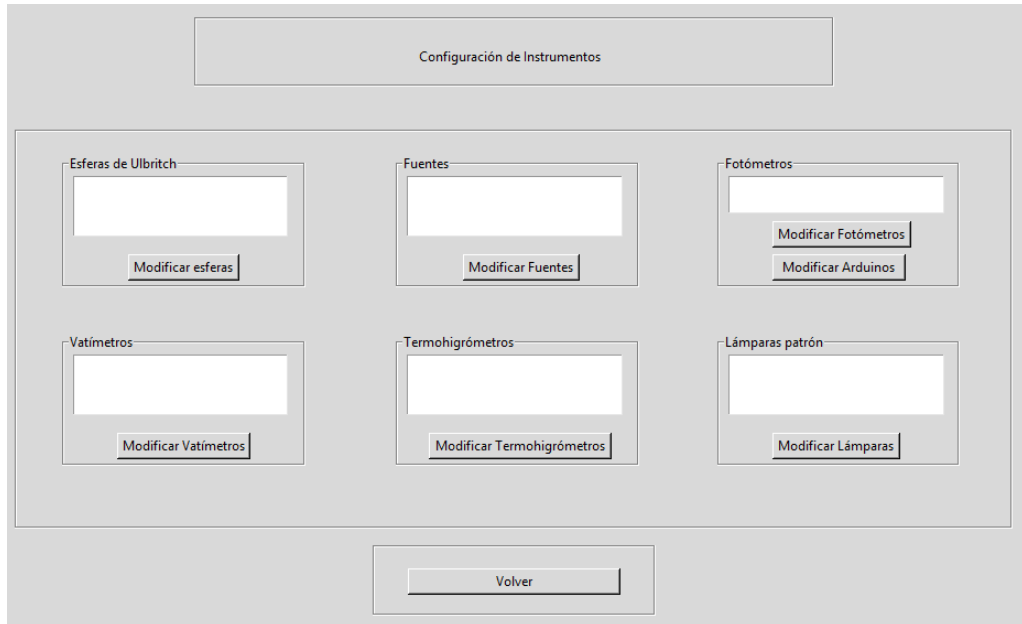 Configuración de Instrumentos
Esferas de Ulbritch
Fuentes
Fotómetros
Modificar esferas
Modificar Fuentes
Modificar Fotómetros
Modificar Arduinos
Vatímetros
Termohigrómetros
Lámparas patrón
Modificar Vatímetros
Modificar Termohigrómetros
Modificar Lámparas
Volver